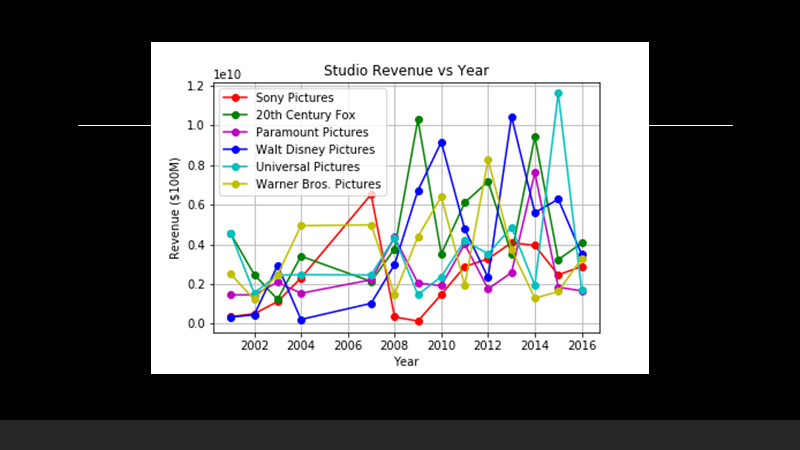 Studio Revenue vs Year
1e10
1.2
1.0
0.8
0.6
0.4
0.2
0.0
Revenue ($100M)
Sony Pictures
20th Century Fox
Paramount Pictures
Walt Disney Pictures
Universal Pictures
Warner Bros. Pictures
2002 2004 2006 2008 2010 2012 2014 2016
Year